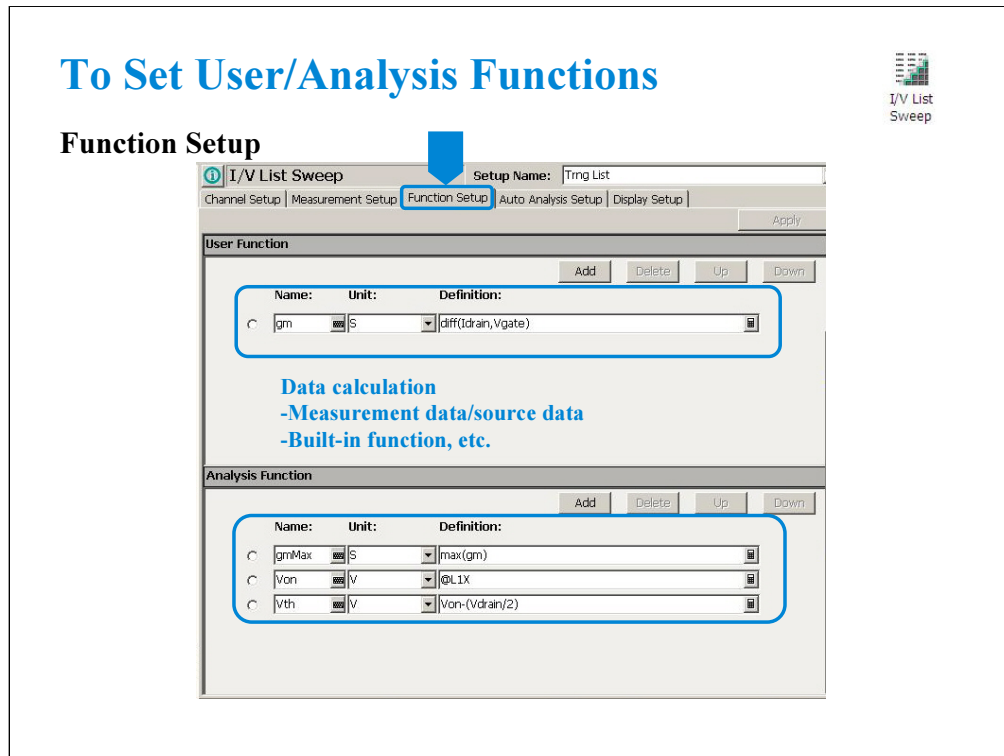 To Set User/Analysis Functions
I/V List
Sweep
Function Setup
I/V List Sweep Setup Name: Trng List
Channel Setup Measurement Setup Function Setup Auto Analysis Setup Display Setup
Apply
User Function
Add Delete Up Down
Name: Unit: Definition:
gm S diff(Idrain,Vgate)
Data calculation
-Measurement data/source data
-Built-in function, etc.
Analysis Function
Add Delete Up Down
Name: Unit: Definition:
gmMax S max(gm)
Von V @L1X
Vth V Von-(Vdrain/2)